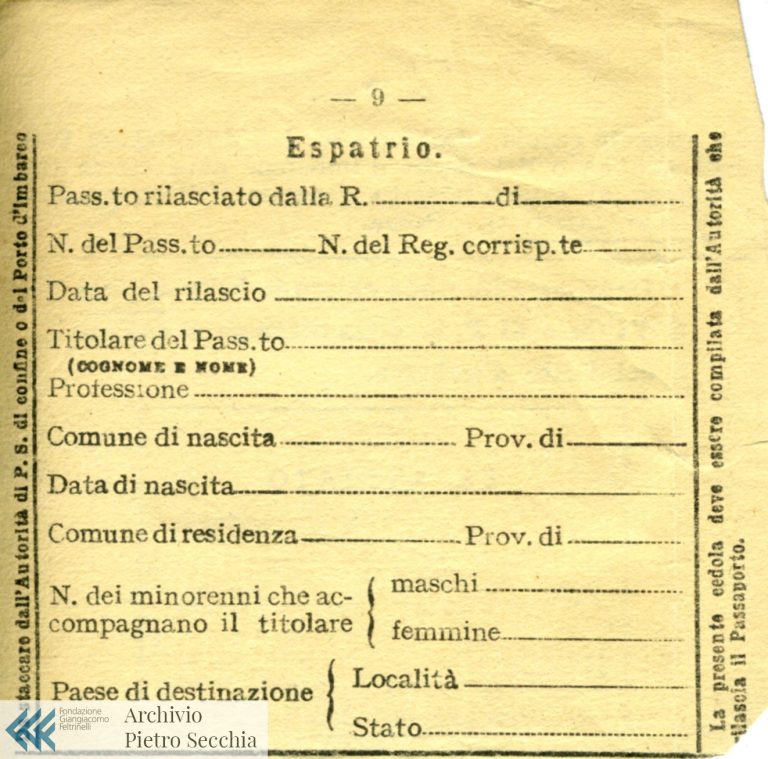 — 9 —
Espatrio.
Pass.to rilasciato dalla R. di
N. del Pass.to N. del Reg. corrisp.te
Data del rilascio
Titolare del Pass.to
(COGNOME E NOME)
Professione
Comune di nascita Prov. di
Data di nascita
Comune di residenza Prov. di
N. dei minorenni che ac-
compagnano il titolare
maschi
femmine
Paese di destinazione
Località
Stato
staccare dall'Autorità di P. S. di confine o del Porto d'Imbarco
La presente cedola deve essere compilata dall'Autorità che
rilascia il Passaporto.
Fondazione
Giangiacomo
Feltrinelli
Archivio
Pietro Secchia